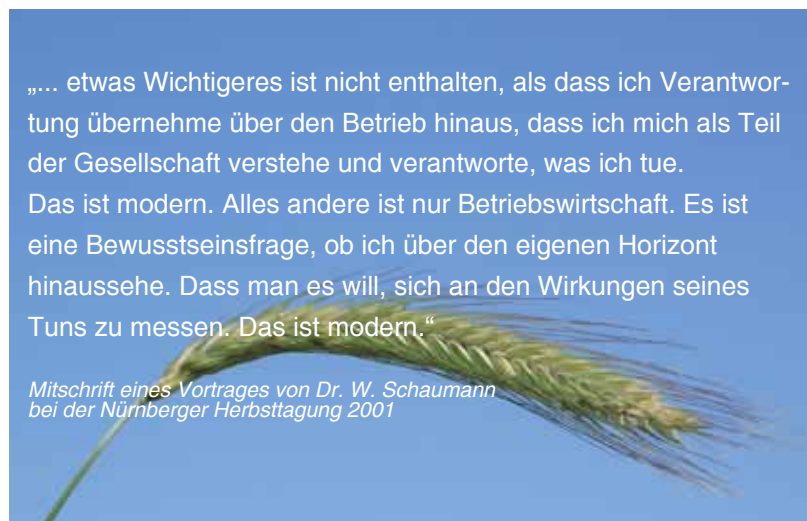 „... etwas Wichtigeres ist nicht enthalten, als dass ich Verantwor-
tung übernehme über den Betrieb hinaus, dass ich mich als Teil
der Gesellschaft verstehe und verantworte, was ich tue.
Das ist modern. Alles andere ist nur Betriebswirtschaft. Es ist
eine Bewusstseinsfrage, ob ich über den eigenen Horizont
hinaussehe. Dass man es will, sich an den Wirkungen seines
Tuns zu messen. Das ist modern.“
Mitschrift eines Vortrages von Dr. W. Schaumann
bei der Nürnberger Herbsttagung 2001